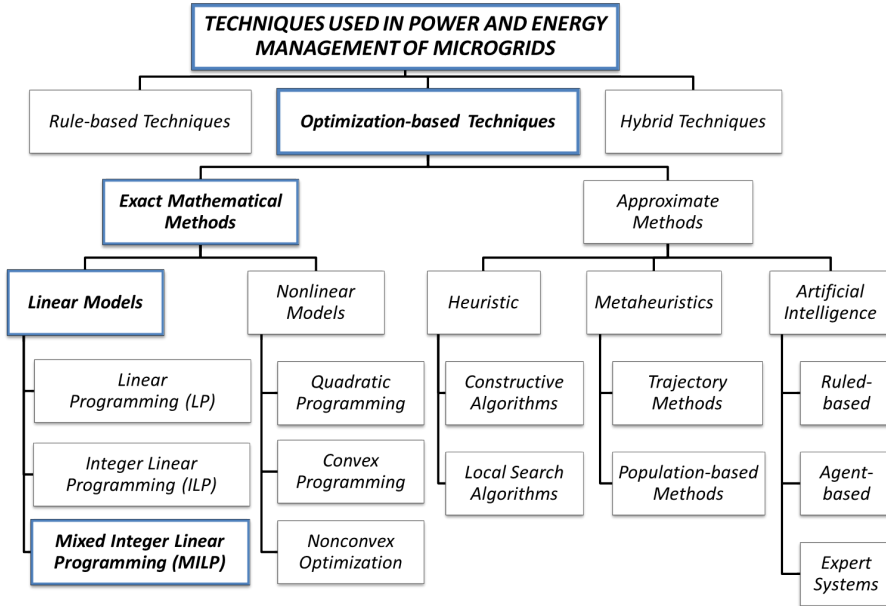 TECHNIQUES USED IN POWER AND ENERGY
MANAGEMENT OF MICROGRIDS
Rule-based Techniques
Optimization-based Techniques
Hybrid Techniques
Exact Mathematical
Methods
Approximate
Methods
Linear Models
Nonlinear
Models
Heuristic
Metaheuristics
Artificial
Intelligence
Linear
Programming (LP)
Quadratic
Programming
Constructive
Algorithms
Trajectory
Methods
Ruled-
based
Integer Linear
Programming (ILP)
Convex
Programming
Local Search
Algorithms
Population-based
Methods
Agent-
based
Mixed Integer Linear
Programming (MILP)
Nonconvex
Optimization
Expert
Systems